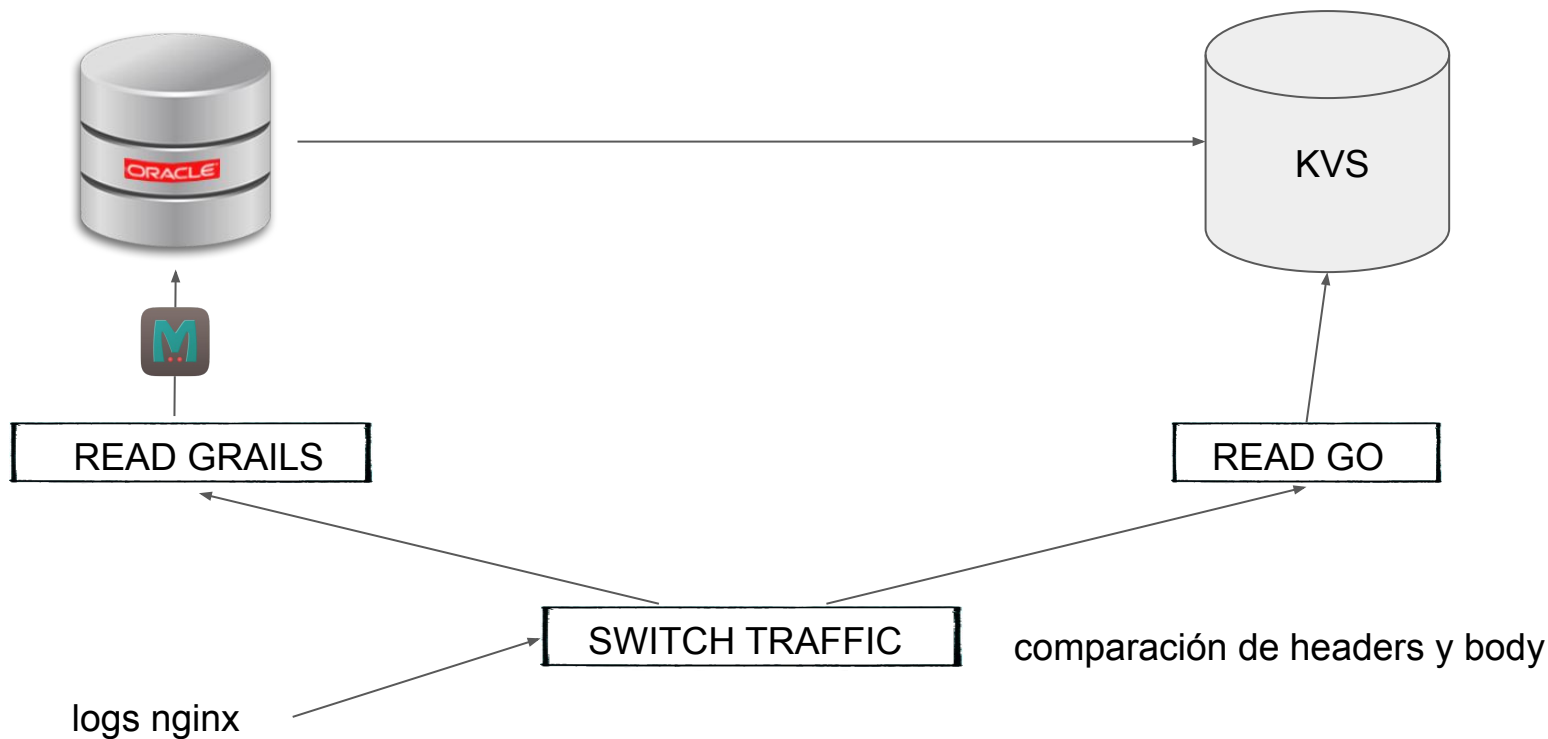 ORACLE
KVS
READ GRAILS
READ GO
SWITCH TRAFFIC
comparación de headers y body
logs nginx